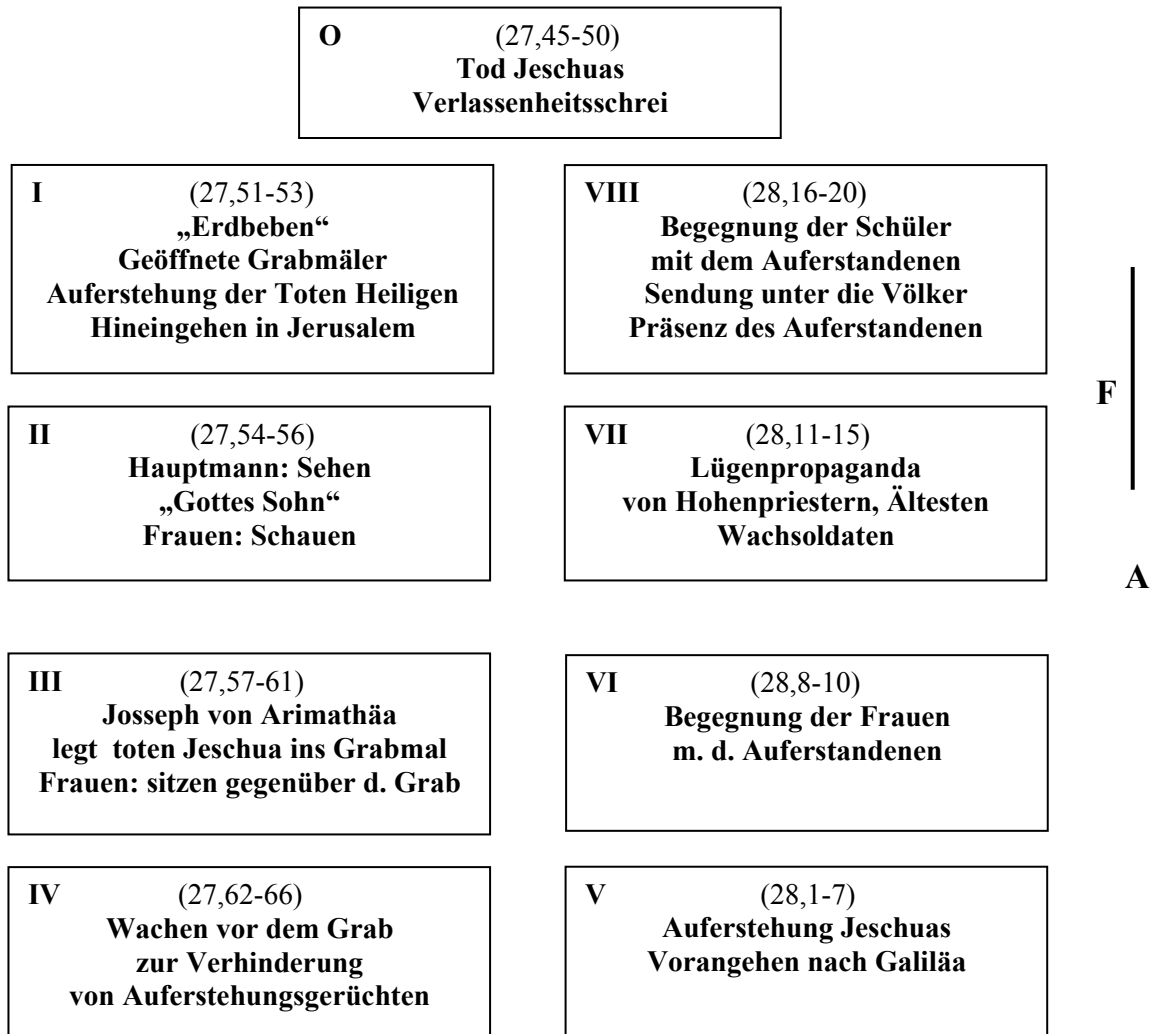 O (27,45-50)
Tod Jeschuas
Verlassenheitsschrei
I (27,51-53)
„Erdbeben“
Geöffnete Grabmäler
Auferstehung der Toten Heiligen
Hineingehen in Jerusalem
VIII (28,16-20)
Begegnung der Schüler
mit dem Auferstandenen
Sendung unter die Völker
Präsenz des Auferstandenen
F
II (27,54-56)
Hauptmann: Sehen
„Gottes Sohn“
Frauen: Schauen
VII (28,11-15)
Lügenpropaganda
von Hohenpriestern, Ältesten
Wachsoldaten
A
III (27,57-61)
Josseph von Arimathäa
legt toten Jeschua ins Grabmal
Frauen: sitzen gegenüber d. Grab
VI (28,8-10)
Begegnung der Frauen
m. d. Auferstandenen
IV (27,62-66)
Wachen vor dem Grab
zur Verhinderung
von Auferstehungsgerüchten
V (28,1-7)
Auferstehung Jeschuas
Vorangehen nach Galiläa